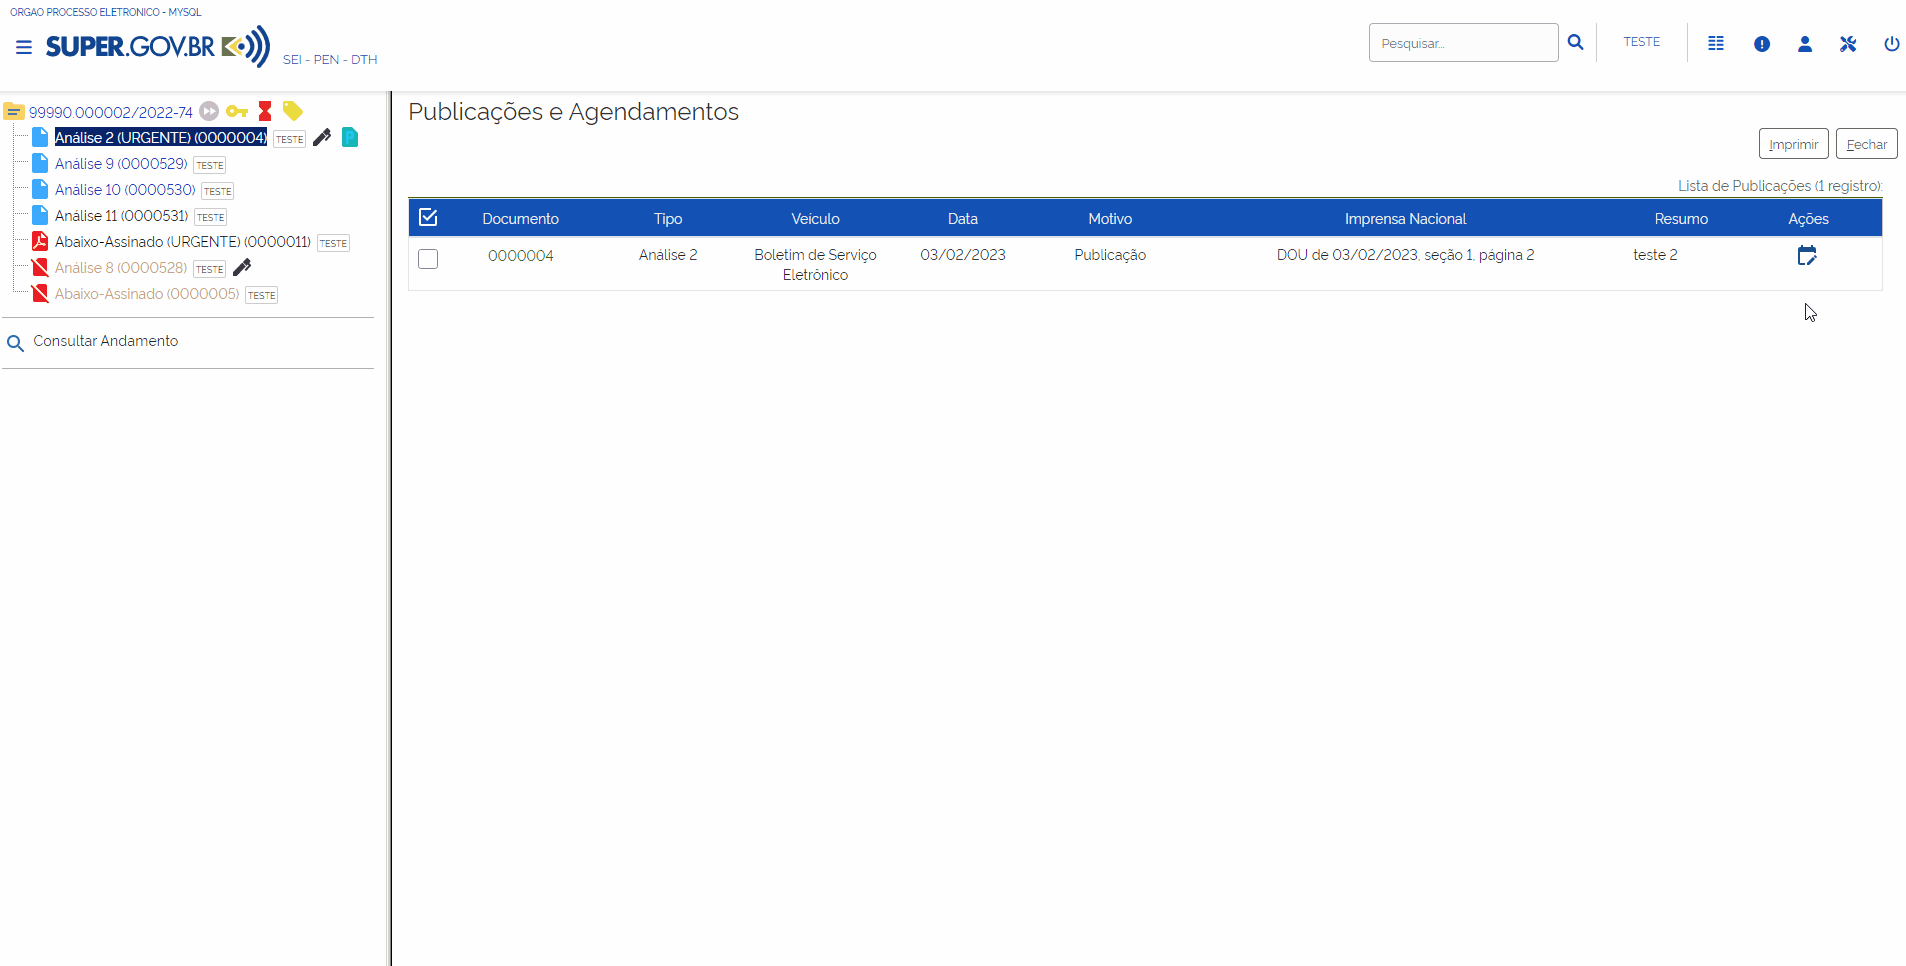 ORGAO PROCESSO ELETRONICO - MYSQL
SUPER.GOV.BR
SEI - PEN - DTH
Pesquisar...
TESTE
99990.000002/2022-74
Análise 2 (URGENTE) (0000004) TESTE P
Análise 9 (0000529) TESTE
Análise 10 (0000530) TESTE
Análise 11 (0000531) TESTE
Abaixo-Assinado (URGENTE) (0000011) TESTE
Análise 8 (0000528) TESTE
Abaixo-Assinado (0000005) TESTE
Consultar Andamento
Publicações e Agendamentos
Imprimir Fechar
Lista de Publicações (1 registro):
Documento Tipo Veículo Data Motivo Imprensa Nacional Resumo Ações
0000004 Análise 2 Boletim de Serviço 03/02/2023 Publicação DOU de 03/02/2023, seção 1, página 2 teste 2
Eletrônico